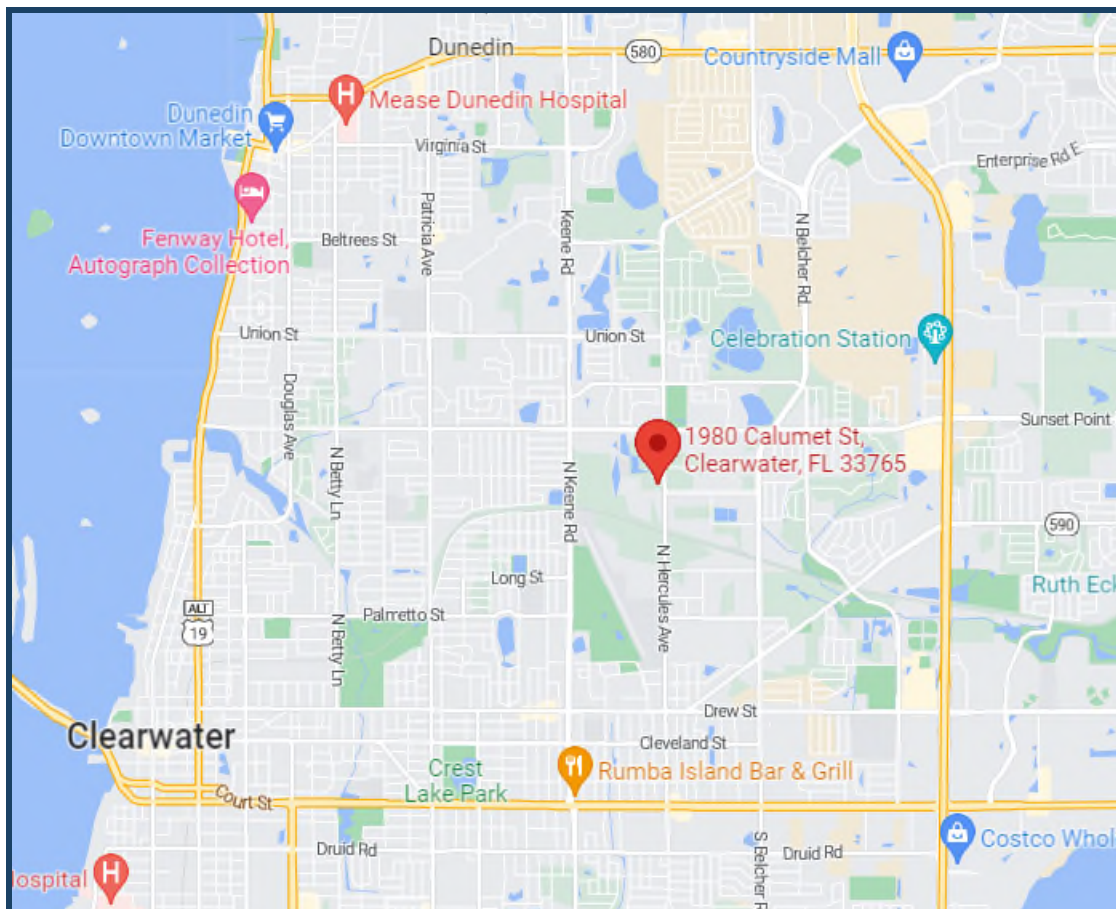 Dunedin
580
Countryside Mall
Mease Dunedin Hospital
Dunedin
Downtown Market
Virginia St
Enterprise Rd E
Patricia Ave
Keene Rd
N Belcher Rd
Fenway Hotel,
Autograph Collection
Beltrees St
Union St
Union St
Celebration Station
Douglas Ave
Sunset Point
1980 Calumet St,
Clearwater, FL 33765
N Betty Ln
N Keene Rd
590
Long St
N Hercules Ave
Ruth Eck
ALT
19
Palmetto St
N Betty Ln
Drew St
Clearwater
Cleveland St
Crest
Lake Park
Rumba Island Bar & Grill
Court St
Druid Rd
S Belcher R
Druid Rd
Costco Whol
Hospital